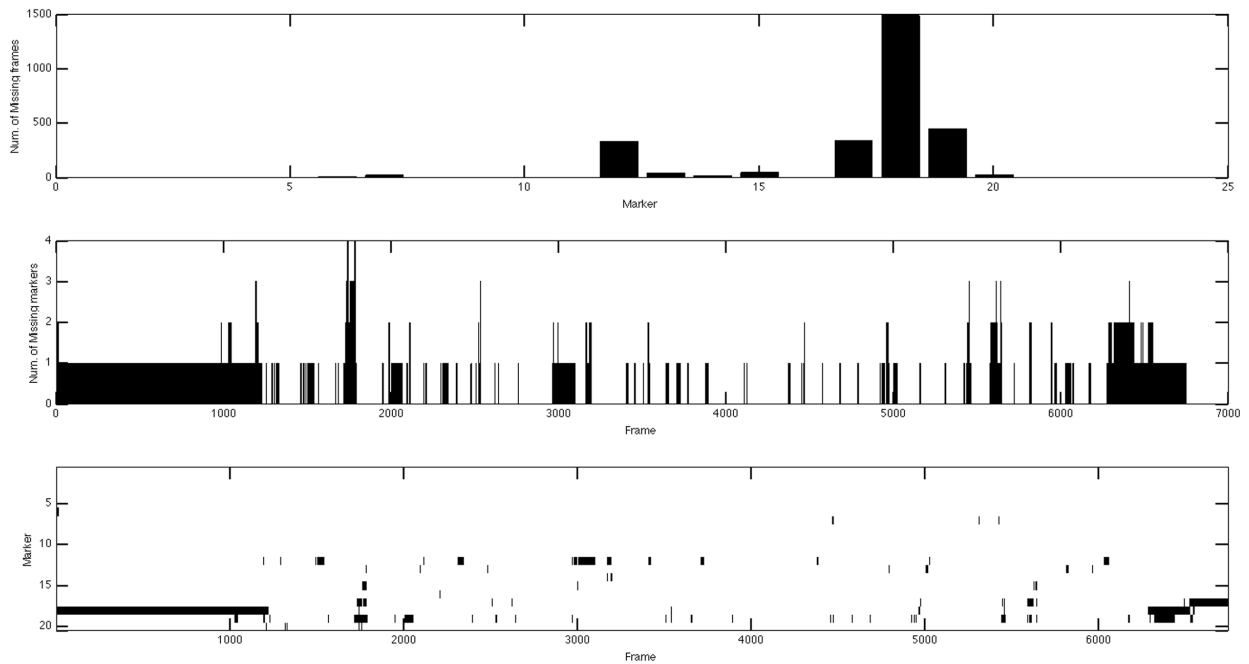 Num. of Missing frames
1500
1000
500
0
0 5 10 15 20 25
Marker
Num. of Missing markers
4
3
2
1
0
0 1000 2000 3000 4000 5000 6000 7000
Frame
Marker
5
10
15
20
1000 2000 3000 4000 5000 6000
Frame